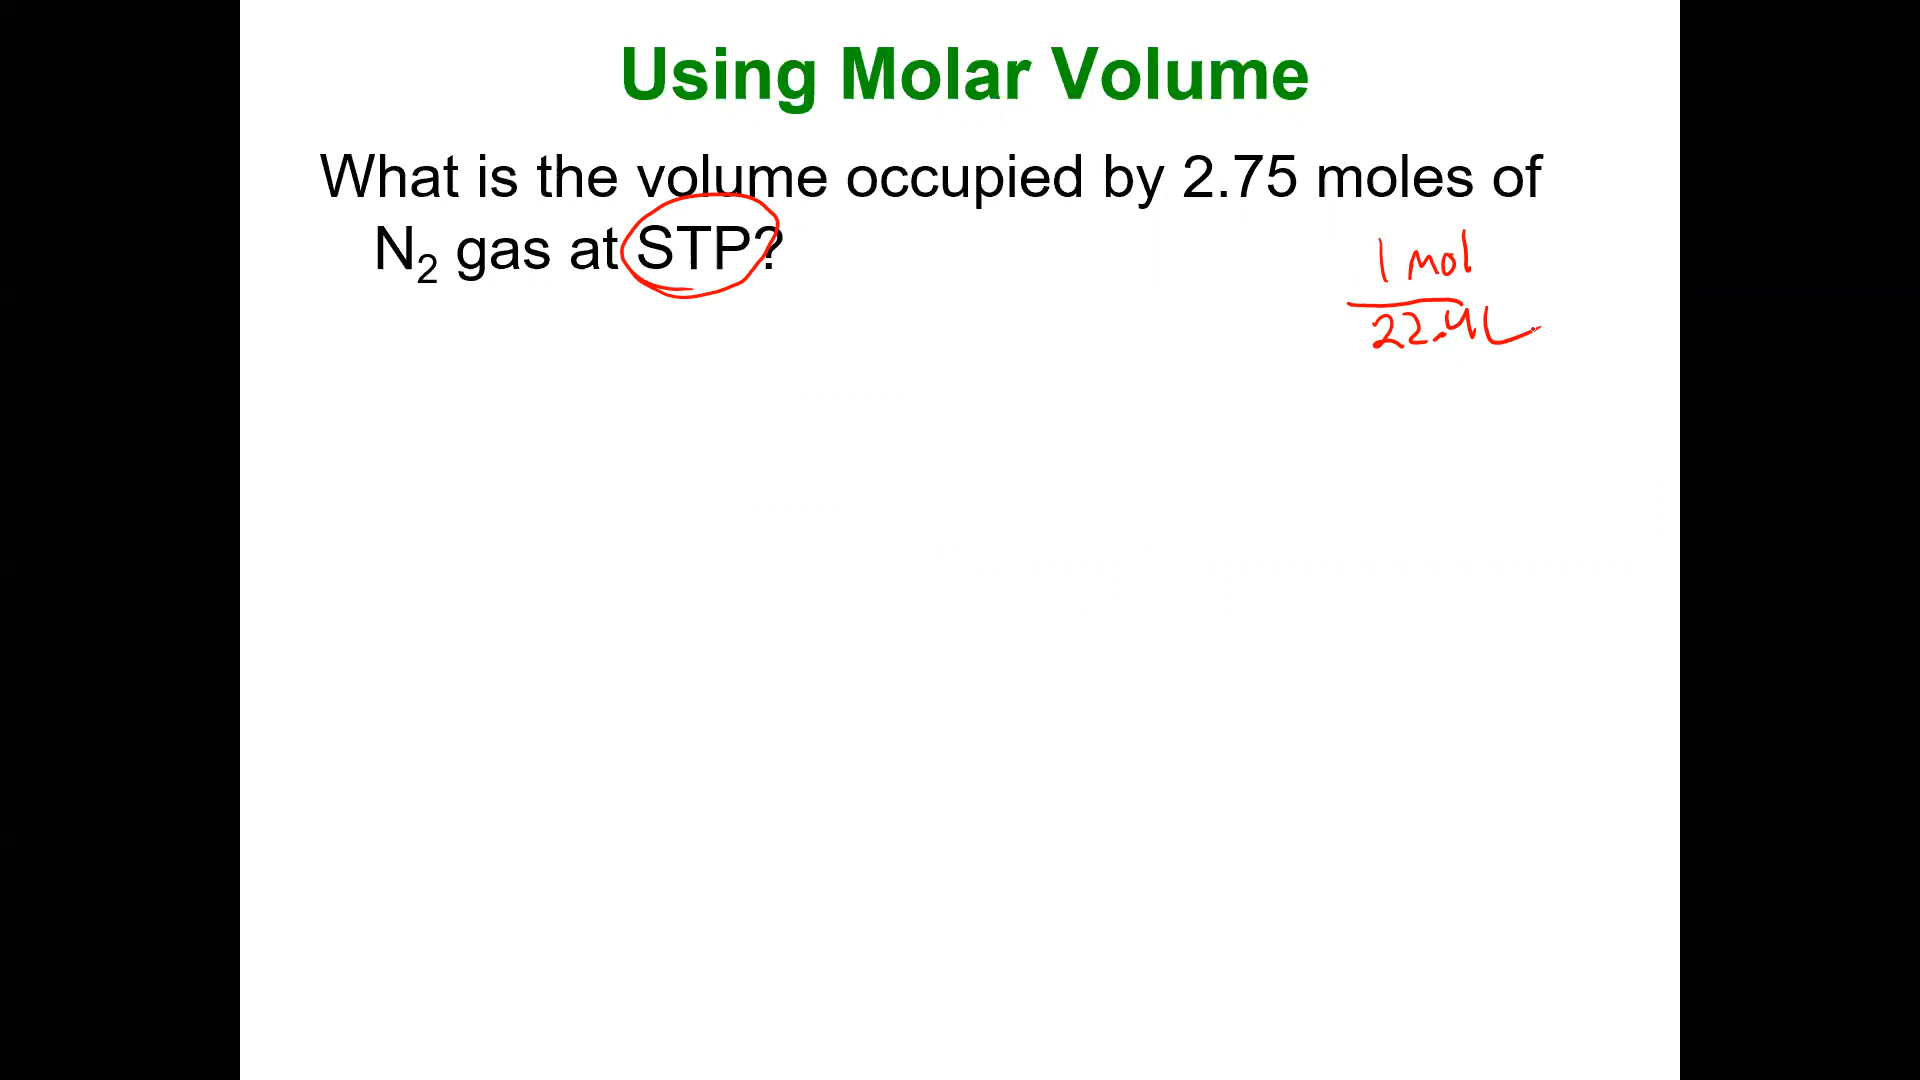 Using Molar Volume
What is the volume occupied by 2.75 moles of
N₂ gas at STP?
1 mol
22.4L